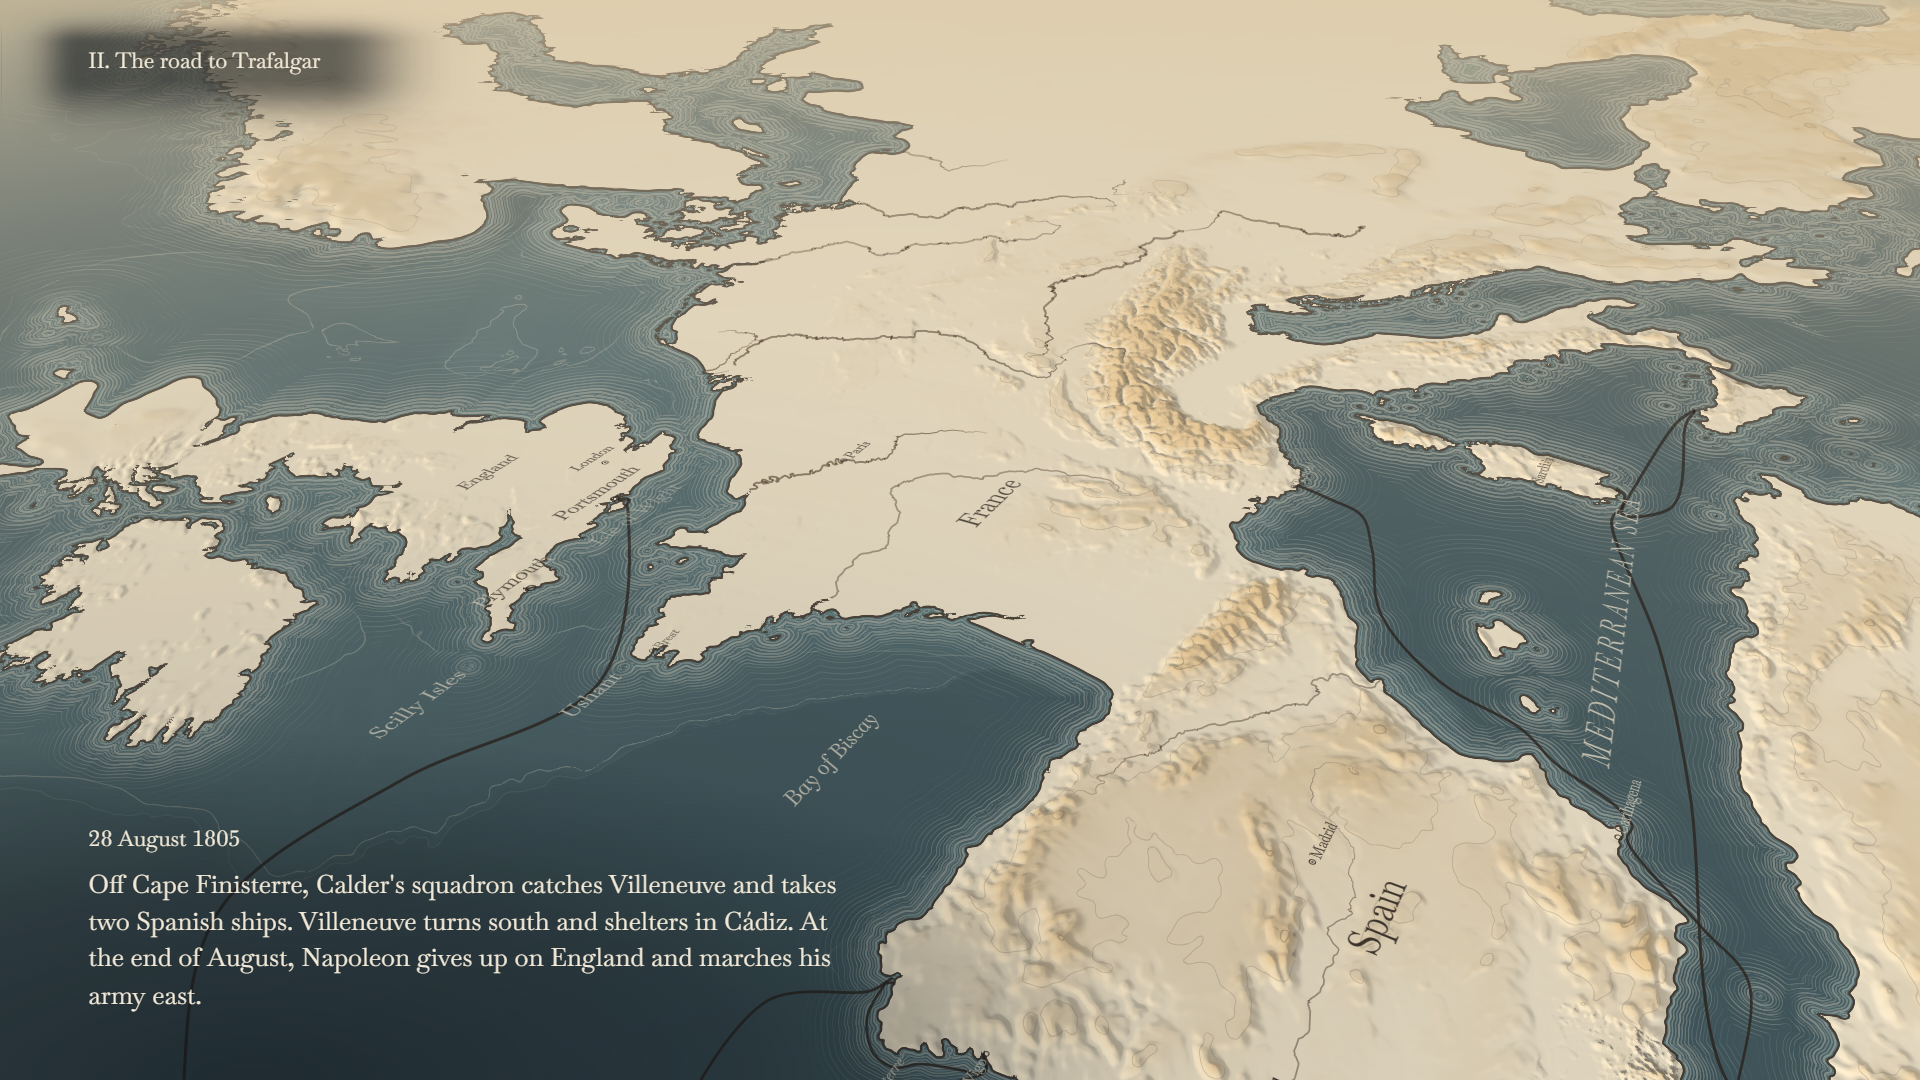 II. The road to Trafalgar
England
London
Portsmouth
Paris
France
Plymouth
Brest
Scilly Isles
Ushant
Bay of Biscay
MEDITERRANEAN SEA
Carthagena
Madrid
Spain
28 August 1805
Off Cape Finisterre, Calder's squadron catches Villeneuve and takes
two Spanish ships. Villeneuve turns south and shelters in Cádiz. At
the end of August, Napoleon gives up on England and marches his
army east.